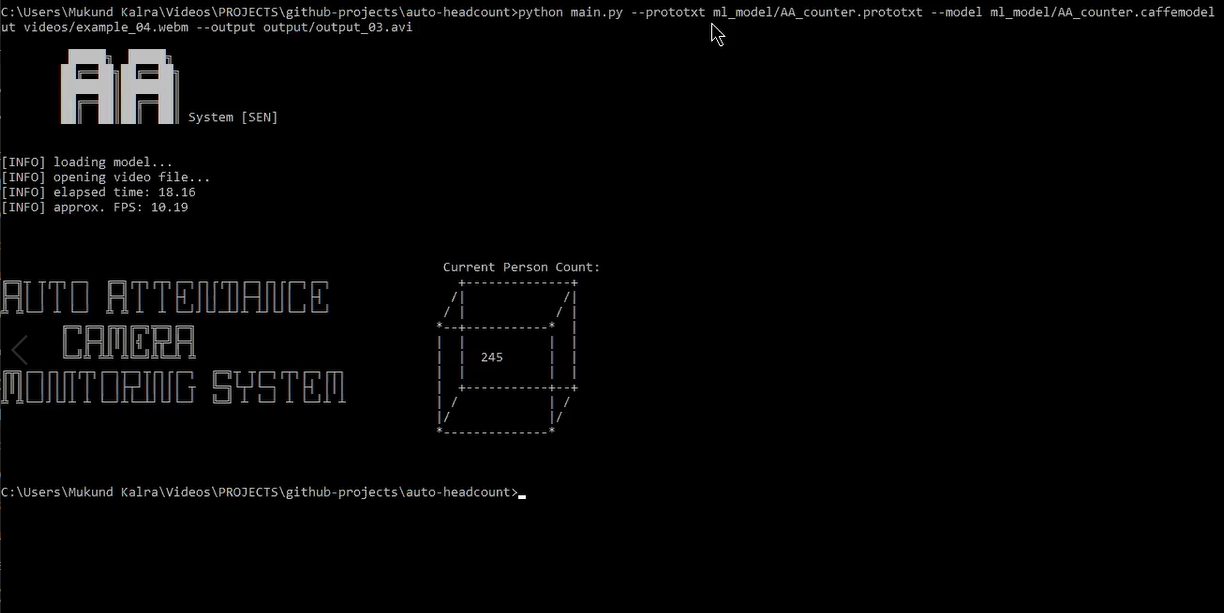 C:\Users\Mukund Kalra\Videos\PROJECTS\github-projects\auto-headcount>python main.py --prototxt ml_model/AA_counter.prototxt --model ml_model/AA_counter.caffemodel
ut videos/example_04.webm --output output/output_03.avi
AA
System [SEN]
[INFO] loading model...
[INFO] opening video file...
[INFO] elapsed time: 18.16
[INFO] approx. FPS: 10.19
Current Person Count:
245
AUTO ATTENDANCE
CAMERA
MONITORING SYSTEM
C:\Users\Mukund Kalra\Videos\PROJECTS\github-projects\auto-headcount>